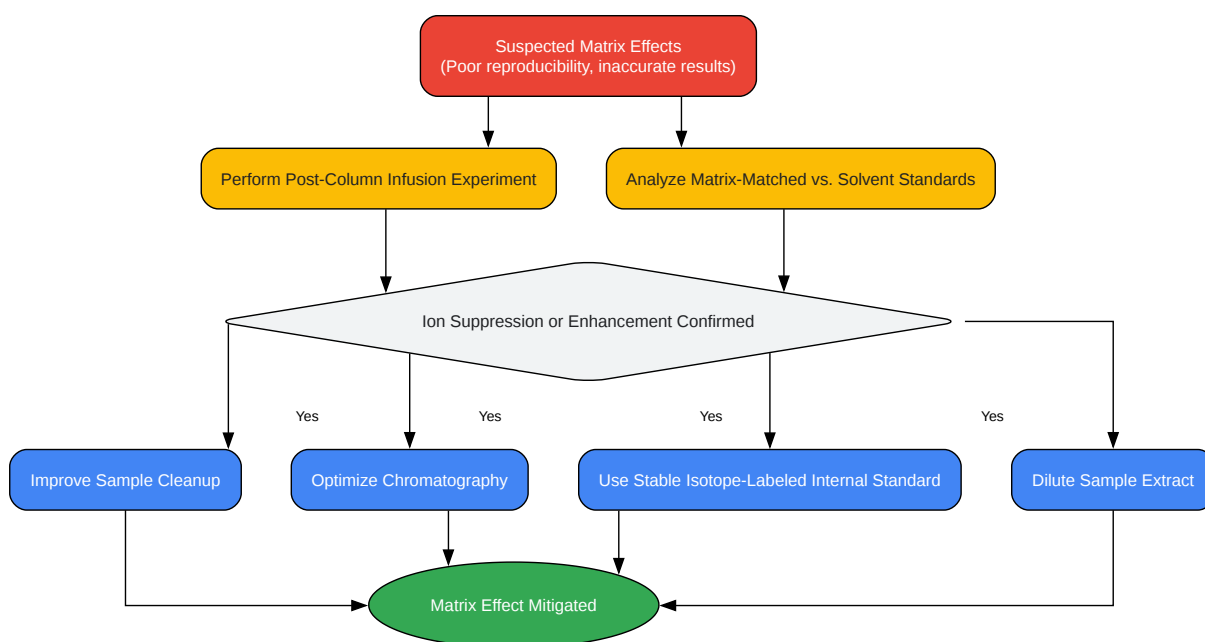 Suspected Matrix Effects
(Poor reproducibility, inaccurate results)
Perform Post-Column Infusion Experiment
Analyze Matrix-Matched vs. Solvent Standards
Ion Suppression or Enhancement Confirmed
Yes
Yes
Yes
Yes
Improve Sample Cleanup
Optimize Chromatography
Use Stable Isotope-Labeled Internal Standard
Dilute Sample Extract
Matrix Effect Mitigated